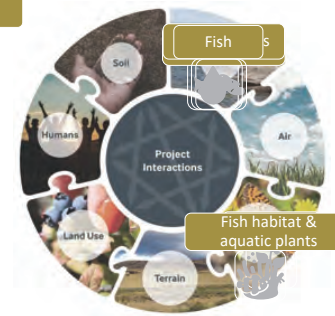 Fish
s
Soil
Humans
Air
Project
Interactions
Fish habitat &
aquatic plants
Land Use
Terrain